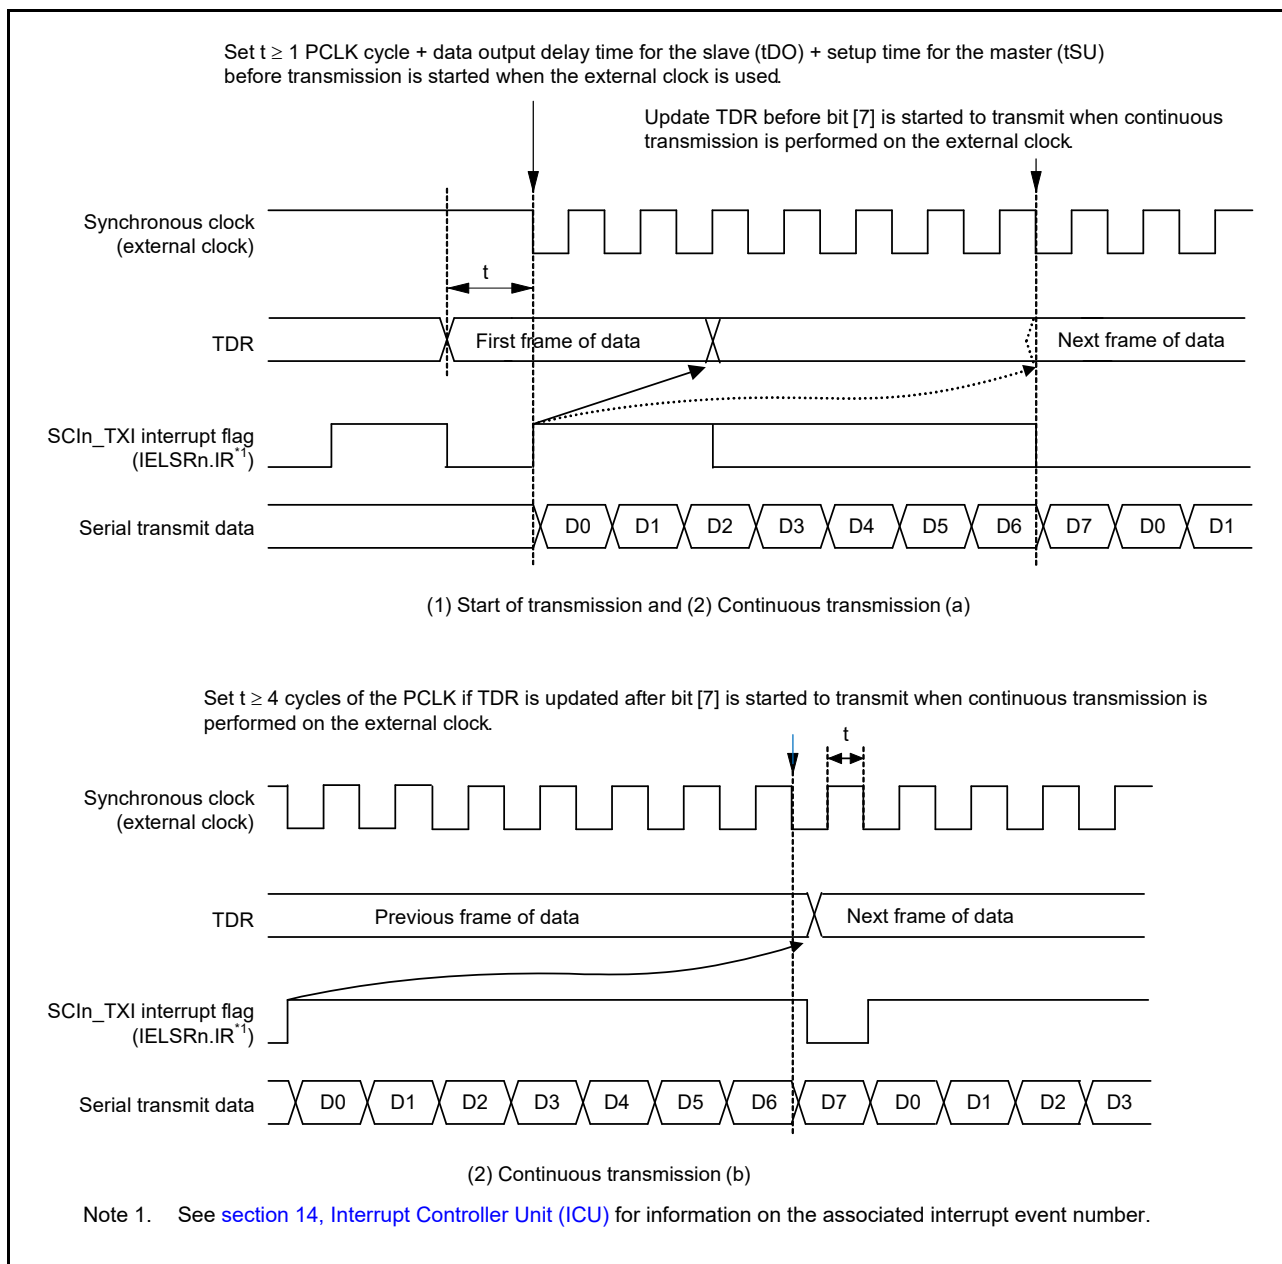 Set t ≥ 1 PCLK cycle + data output delay time for the slave (tDO) + setup time for the master (tSU)
before transmission is started when the external clock is used.
Update TDR before bit [7] is started to transmit when continuous
transmission is performed on the external clock.
Synchronous clock
(external clock)
t
TDR
First frame of data
Next frame of data
SCIn_TXI interrupt flag
(IELSRn.IR*1)
Serial transmit data
D0 D1 D2 D3 D4 D5 D6 D7 D0 D1
(1) Start of transmission and (2) Continuous transmission (a)
Set t ≥ 4 cycles of the PCLK if TDR is updated after bit [7] is started to transmit when continuous transmission is
performed on the external clock.
t
Synchronous clock
(external clock)
TDR
Previous frame of data
Next frame of data
SCIn_TXI interrupt flag
(IELSRn.IR*1)
Serial transmit data
D0 D1 D2 D3 D4 D5 D6 D7 D0 D1 D2 D3
(2) Continuous transmission (b)
Note 1. See section 14, Interrupt Controller Unit (ICU) for information on the associated interrupt event number.